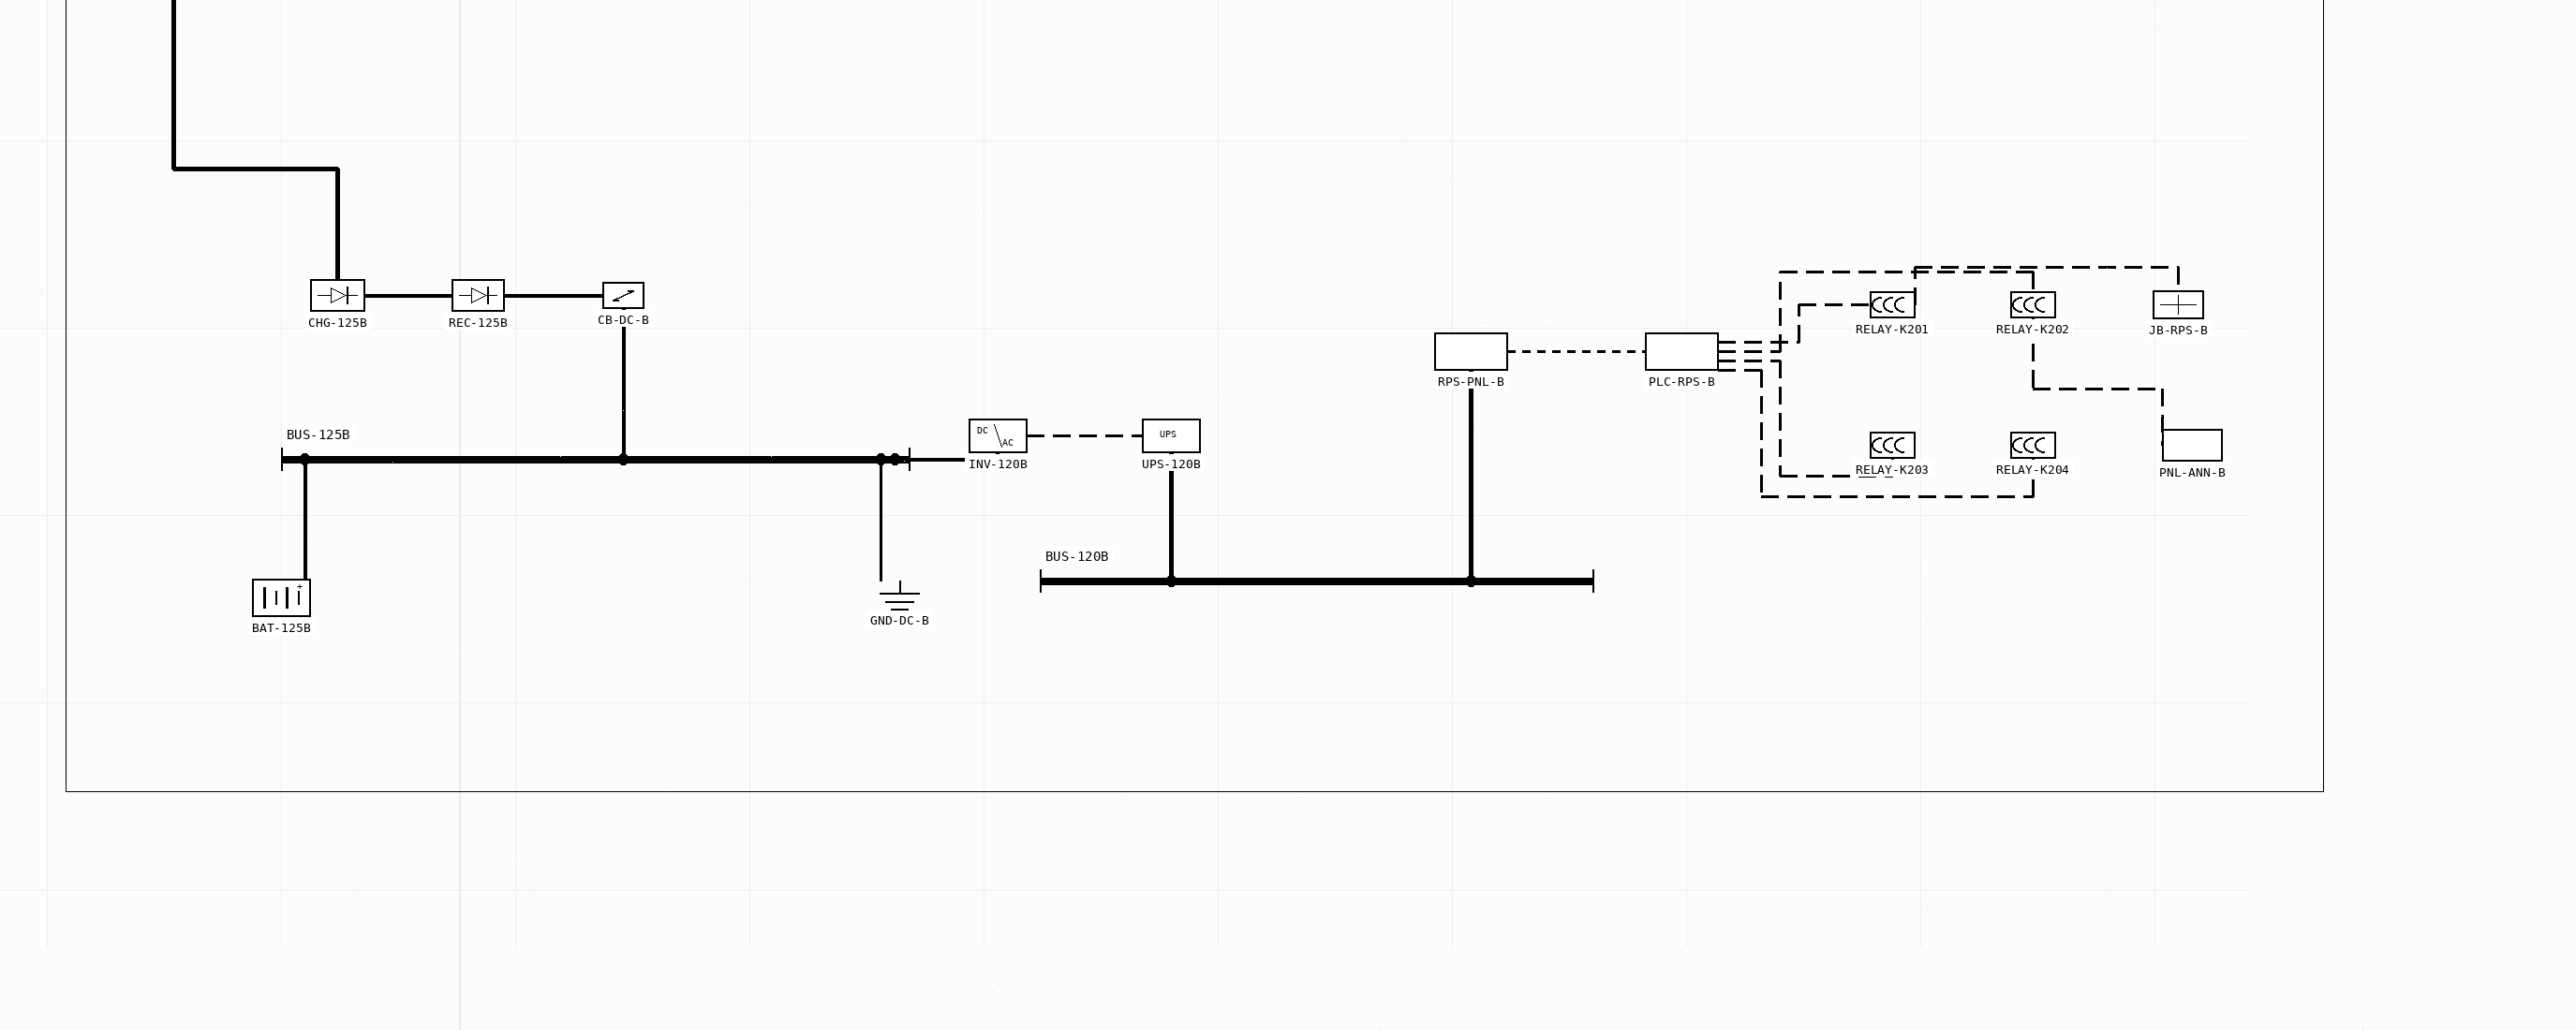 CHG-125B
REC-125B
CB-DC-B
RELAY-K201
RELAY-K202
JB-RPS-B
RPS-PNL-B
PLC-RPS-B
BUS-125B
DC
AC
INV-120B
UPS
UPS-120B
RELAY-K203
RELAY-K204
PNL-ANN-B
BUS-120B
+
BAT-125B
GND-DC-B